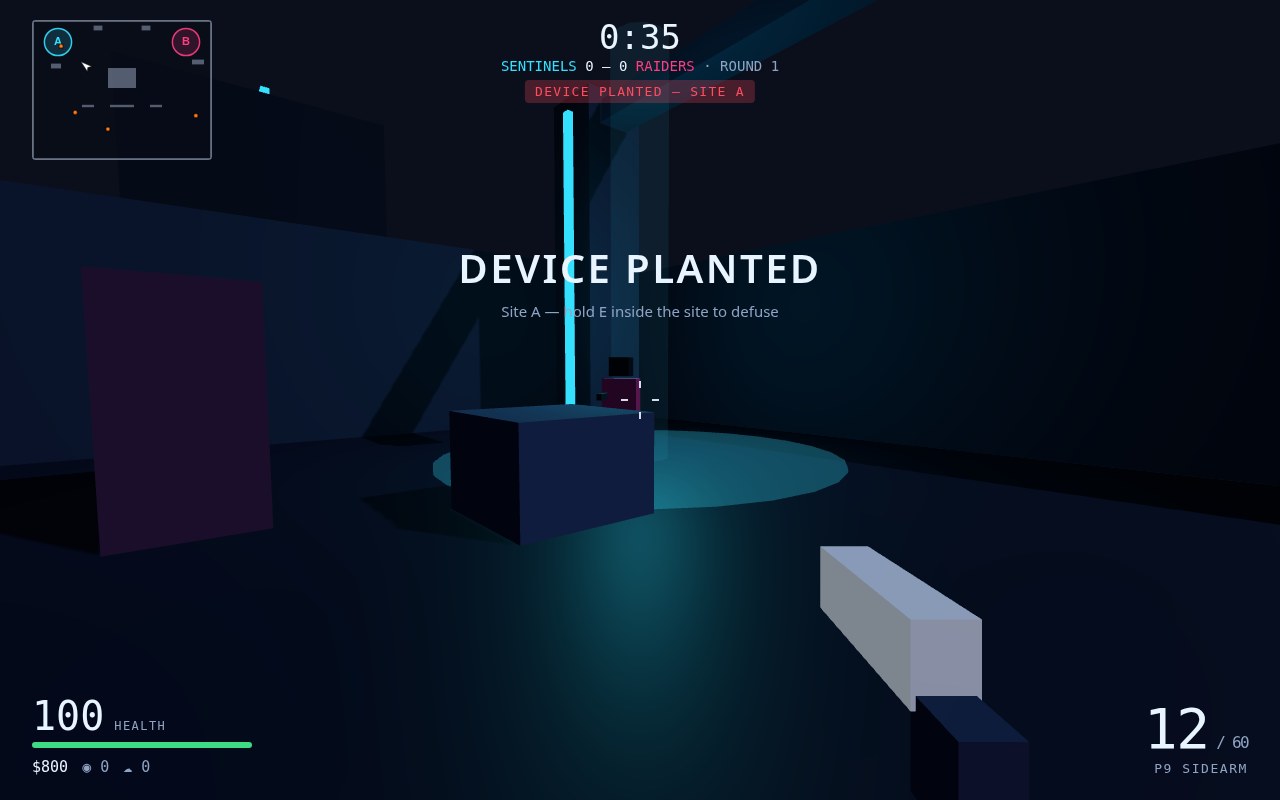 A
B
0:35
SENTINELS 0 — 0 RAIDERS · ROUND 1
DEVICE PLANTED — SITE A
DEVICE PLANTED
Site A — Hold E inside the site to defuse
100 HEALTH
$800 ◉ 0 ☁ 0
12 / 60
P9 SIDEARM